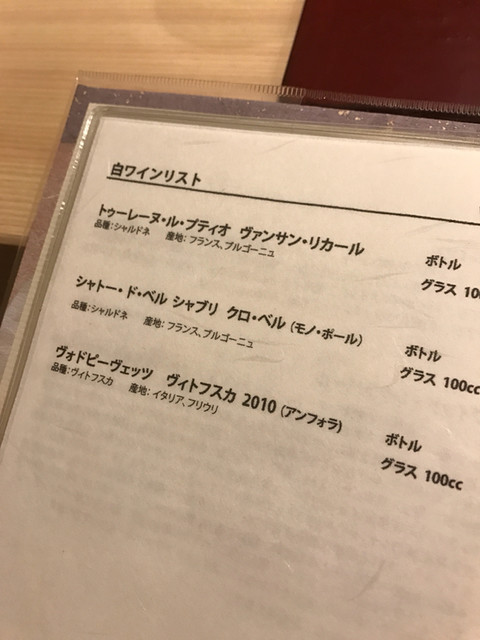 白ワインリスト
トゥーレーヌ・ル・プティオ ヴァンサン・リカール
品種：シャルドネ 産地：フランス、ブルゴーニュ
ボトル
グラス 10
シャトー・ド・ベル シャブリ クロ・ベル（モノ・ポール）
品種：シャルドネ 産地：フランス、ブルゴーニュ
ボトル
グラス 100cc
ヴォドピーヴェッツ ヴィトフスカ 2010（アンフォラ）
品種：ヴィトフスカ 産地：イタリア、フリウリ
ボトル
グラス 100cc